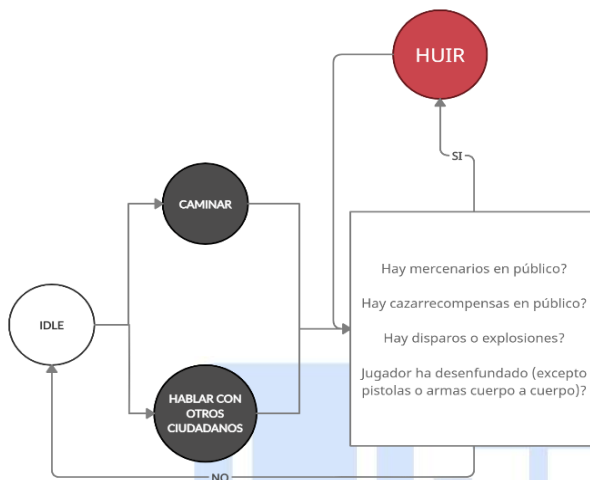 HUIR
SI
CAMINAR
IDLE
HABLAR CON
OTROS
CIUDADANOS
Hay mercenarios en público?
Hay cazarrecompensas en público?
Hay disparos o explosiones?
Jugador ha desenfundado (excepto
pistolas o armas cuerpo a cuerpo)?
NO